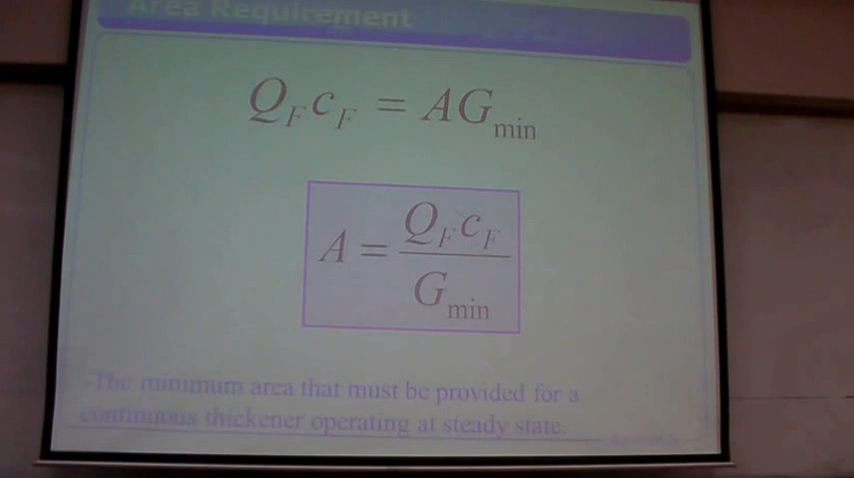 Area Requirement
Q_F c_F = AG_min
A = Q_F c_F / G_min
-The minimum area that must be provided for a
continuous thickener operating at steady state.